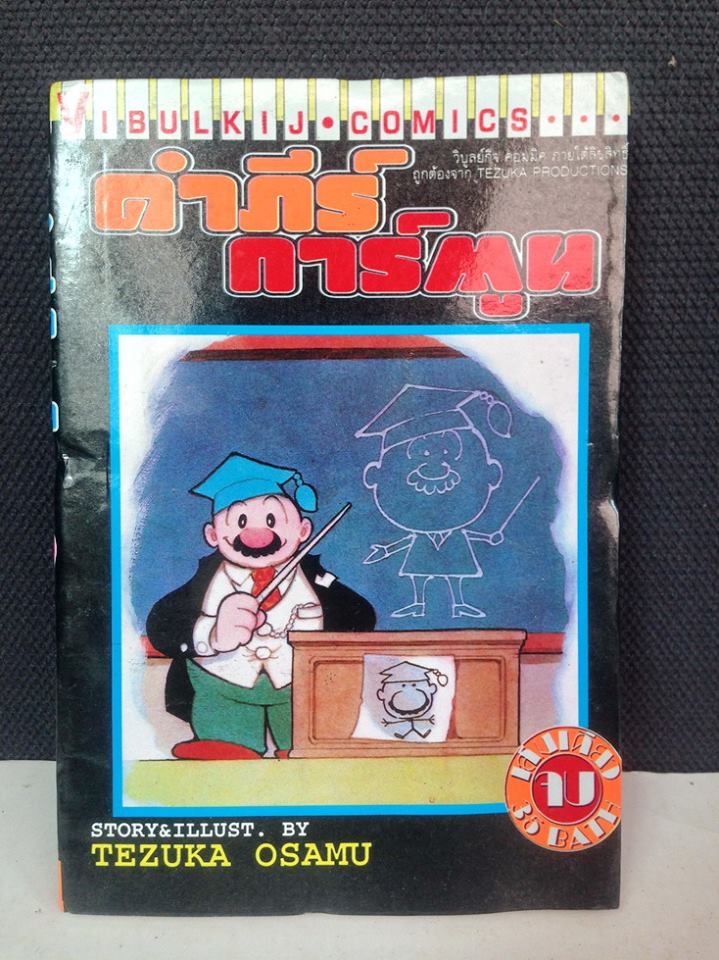 VIBULKIJ•COMICS...
วิบูลย์กิจ คอมมิค ภายใต้ลิขสิทธิ์
ถูกต้องจาก TEZUKA PRODUCTIONS
ตำภีร์
การ์ตูน
เล่มเดียว
จบ
35 BATH
STORY&ILLUST. BY
TEZUKA OSAMU